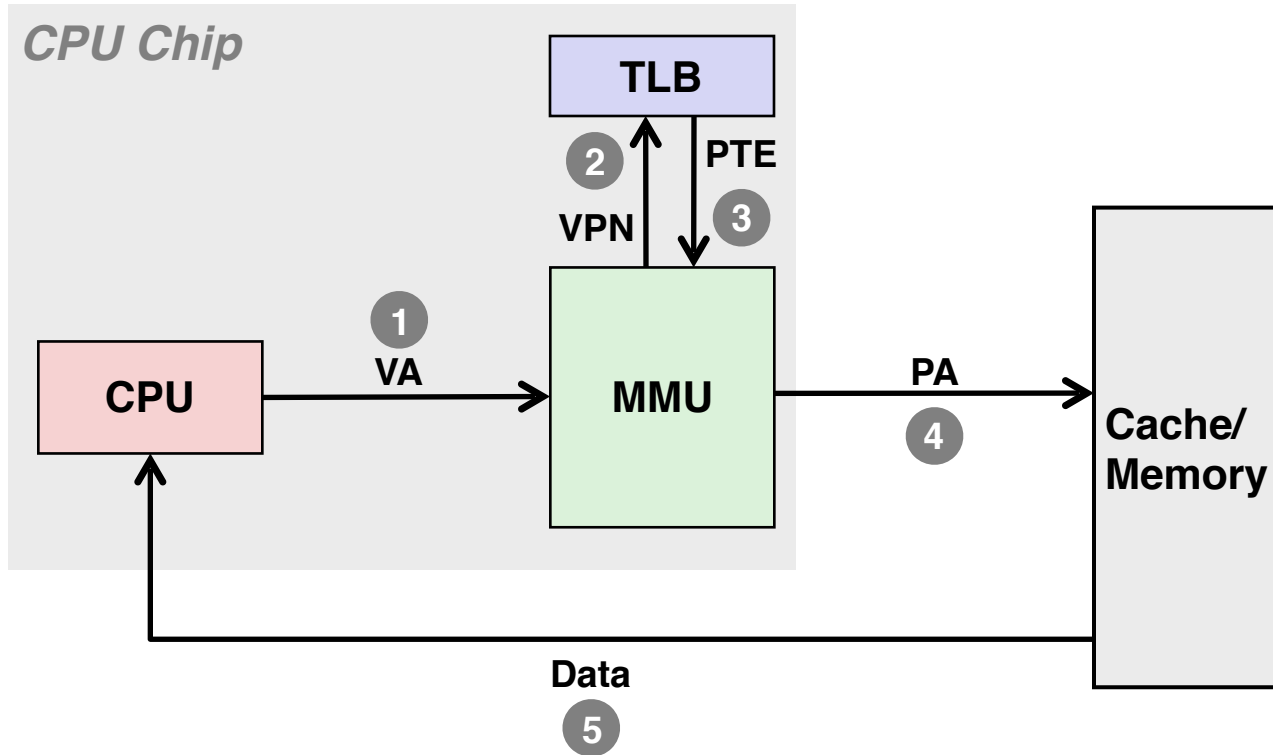 CPU Chip
TLB
2
PTE
VPN
3
1
VA
CPU
MMU
PA
4
Cache/
Memory
Data
5